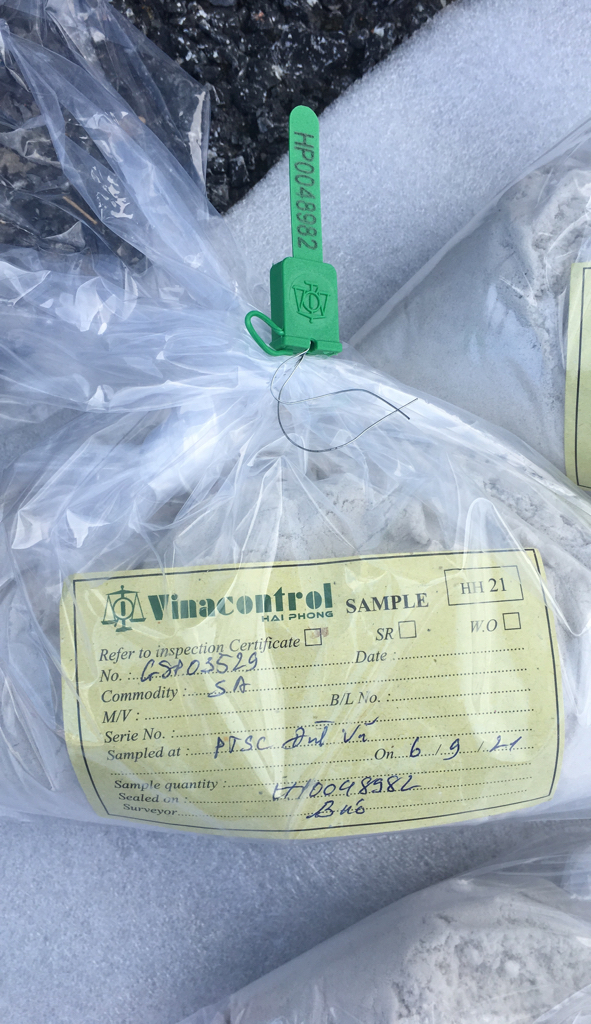 HP0048982
Vinacontrol
HAI PHONG
SAMPLE
HH 21
Refer to inspection Certificate SR W.O
No. : GSP03529 Date :
Commodity : SA
M/V : B/L No. :
Serie No. :
Sampled at : PTSC Đình Vũ On 6 / 9 / 21
Sample quantity : HP0048982
Sealed on :
Surveyor